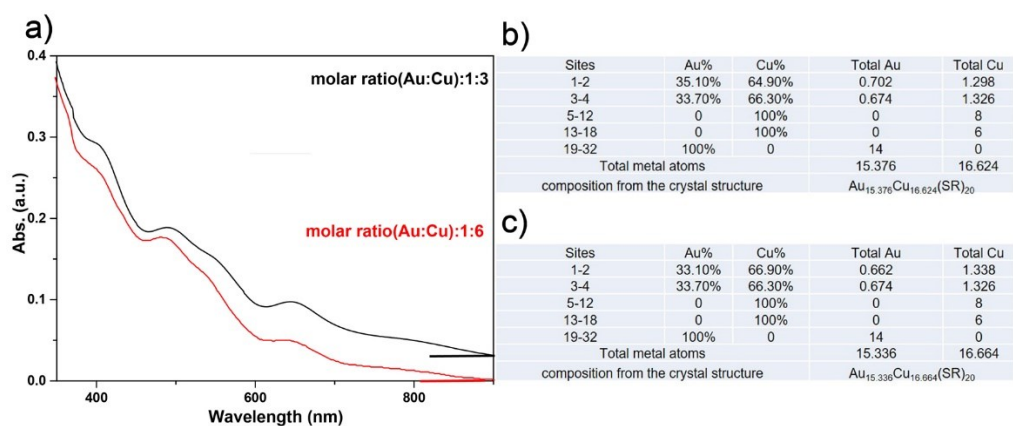 a)
molar ratio(Au:Cu):1:3
molar ratio(Au:Cu):1:6
Abs. (a.u.)
0.4
0.3
0.2
0.1
0.0
400 600 800
Wavelength (nm)
b)
Sites Au% Cu% Total Au Total Cu
1-2 35.10% 64.90% 0.702 1.298
3-4 33.70% 66.30% 0.674 1.326
5-12 0 100% 0 8
13-18 0 100% 0 6
19-32 100% 0 14 0
Total metal atoms 15.376 16.624
composition from the crystal structure Au15.376Cu16.624(SR)20
c)
Sites Au% Cu% Total Au Total Cu
1-2 33.10% 66.90% 0.662 1.338
3-4 33.70% 66.30% 0.674 1.326
5-12 0 100% 0 8
13-18 0 100% 0 6
19-32 100% 0 14 0
Total metal atoms 15.336 16.664
composition from the crystal structure Au15.336Cu16.664(SR)20